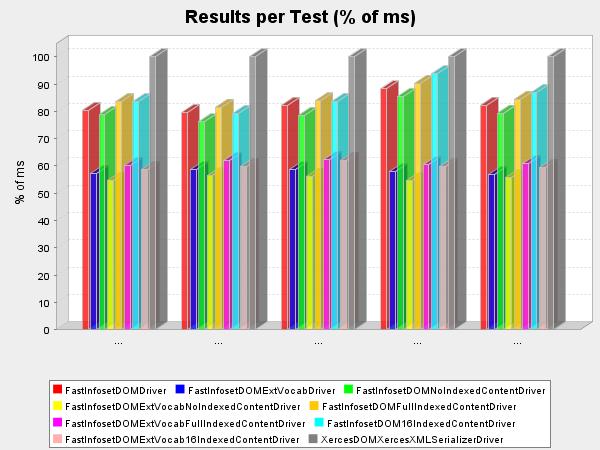 Results per Test (% of ms)
% of ms
100
90
80
70
60
50
40
30
20
10
0
... ... ... ... ...
FastInfosetDOMDriver FastInfosetDOMExtVocabDriver FastInfosetDOMNoIndexedContentDriver
FastInfosetDOMExtVocabNoIndexedContentDriver FastInfosetDOMFullIndexedContentDriver
FastInfosetDOMExtVocabFullIndexedContentDriver FastInfosetDOM16IndexedContentDriver
FastInfosetDOMExtVocab16IndexedContentDriver XercesDOMXercesXMLSerializerDriver